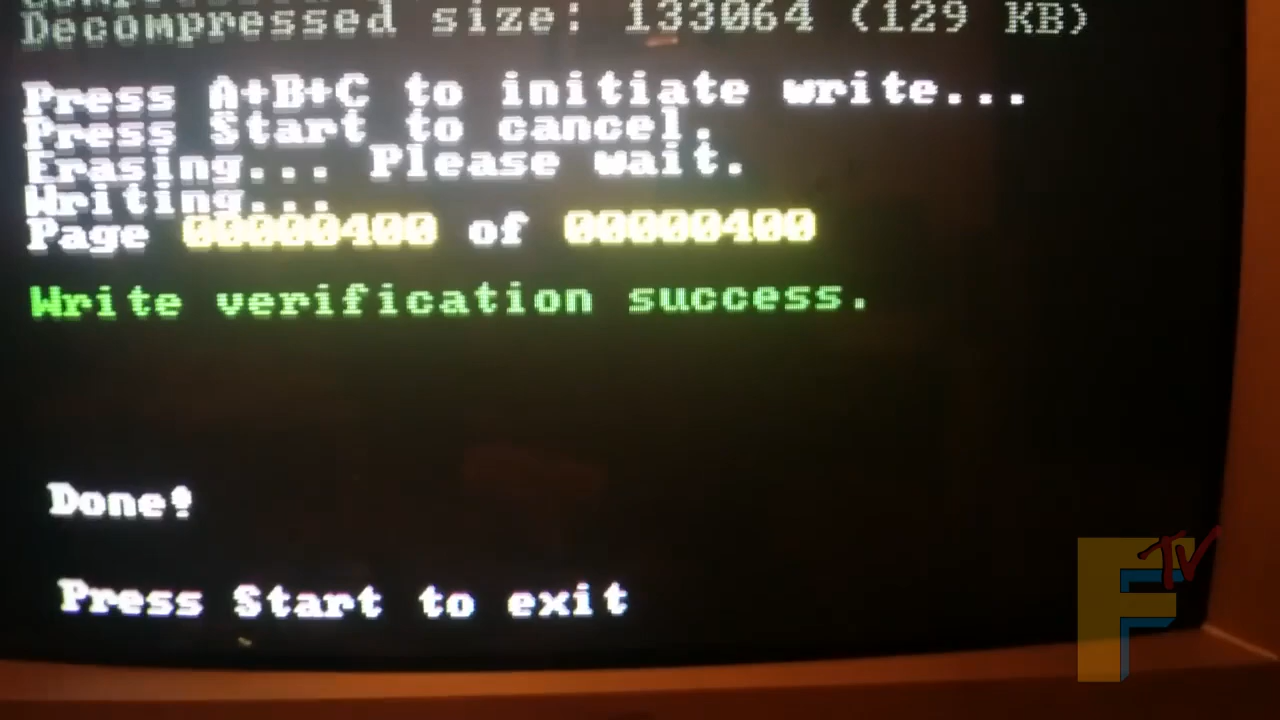 Decompressed size: 133064 (129 KB)
Press A+B+C to initiate write...
Press Start to cancel.
Erasing... Please wait.
Writing...
Page 00000400 of 00000400
Write verification success.
Done!
Press Start to exit
F TV